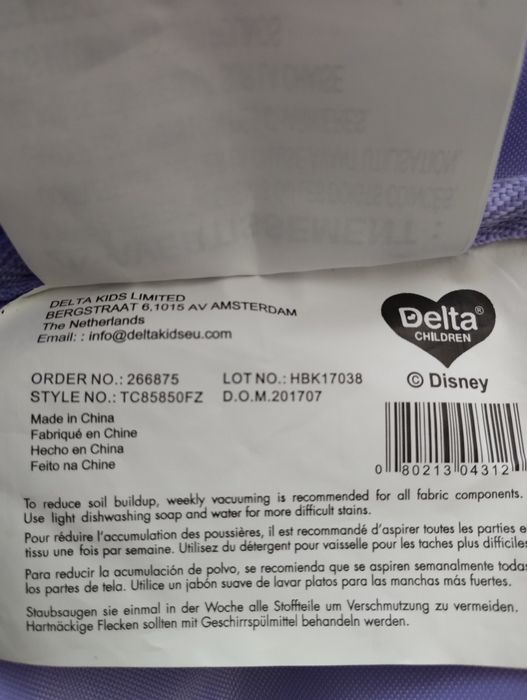 DELTA KIDS LIMITED
BERGSTRAAT 6,1015 AV AMSTERDAM
The Netherlands
Email: : info@deltakidseu.com
Delta®
CHILDREN
© Disney
ORDER NO.: 266875 LOT NO.: HBK17038
STYLE NO.: TC85850FZ D.O.M.201707
Made in China
Fabriqué en Chine
Hecho en China
Feito na Chine
0 80213 04312
To reduce soil buildup, weekly vacuuming is recommended for all fabric components.
Use light dishwashing soap and water for more difficult stains.
Pour réduire l'accumulation des poussières, il est recommandé d'aspirer toutes les parties e
tissu une fois par semaine. Utilisez du détergent pour vaisselle pour les taches plus difficiles
Para reducir la acumulación de polvo, se recomienda que se aspiren semanalmente todas
los partes de tela. Utilice un jabón suave de lavar platos para las manchas más fuertes.
Staubsaugen sie einmal in der Woche alle Stoffteile um Verschmutzung zu vermeiden.
Hartnäckige Flecken sollten mit Geschirrspülmittel behandeln werden.